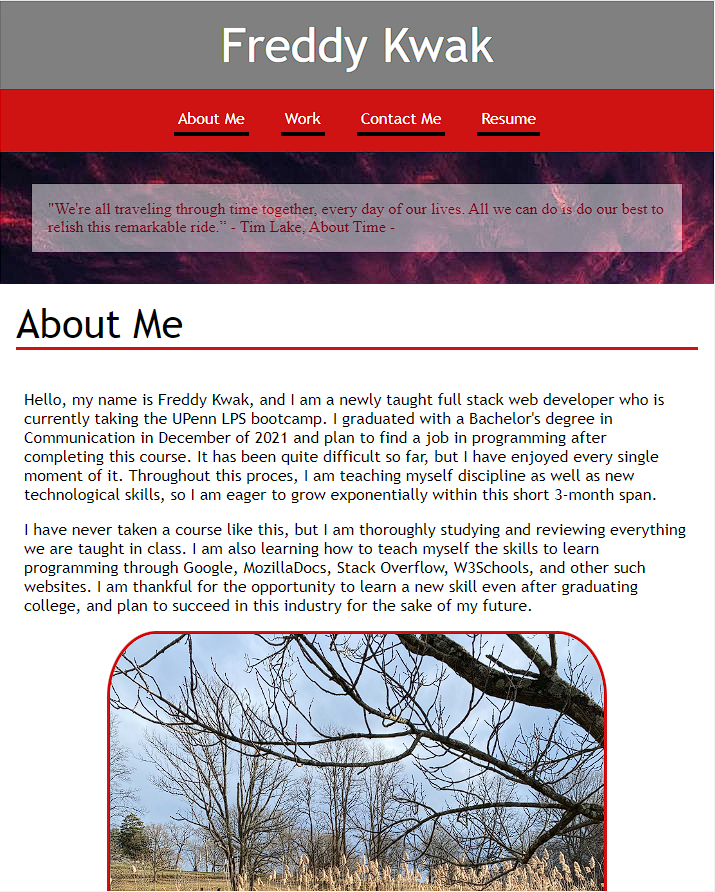 Freddy Kwak
About Me Work Contact Me Resume
"We're all traveling through time together, every day of our lives. All we can do is do our best to
relish this remarkable ride.” - Tim Lake, About Time -
About Me
Hello, my name is Freddy Kwak, and I am a newly taught full stack web developer who is
currently taking the UPenn LPS bootcamp. I graduated with a Bachelor's degree in
Communication in December of 2021 and plan to find a job in programming after
completing this course. It has been quite difficult so far, but I have enjoyed every single
moment of it. Throughout this proces, I am teaching myself discipline as well as new
technological skills, so I am eager to grow exponentially within this short 3-month span.
I have never taken a course like this, but I am thoroughly studying and reviewing everything
we are taught in class. I am also learning how to teach myself the skills to learn
programming through Google, MozillaDocs, Stack Overflow, W3Schools, and other such
websites. I am thankful for the opportunity to learn a new skill even after graduating
college, and plan to succeed in this industry for the sake of my future.